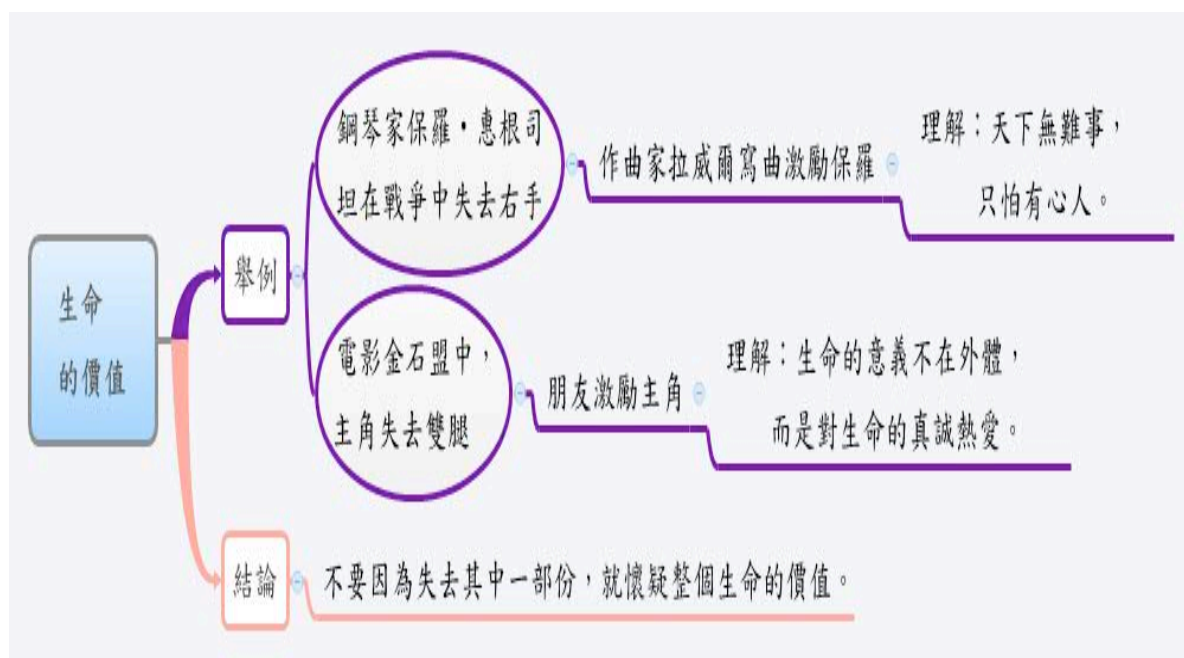 生命
的價值
舉例
鋼琴家保羅・惠根司
坦在戰爭中失去右手
作曲家拉威爾寫曲激勵保羅
理解：天下無難事，
只怕有心人。
電影金石盟中，
主角失去雙腿
朋友激勵主角
理解：生命的意義不在外體，
而是對生命的真誠熱愛。
結論
不要因為失去其中一部份，就懷疑整個生命的價值。